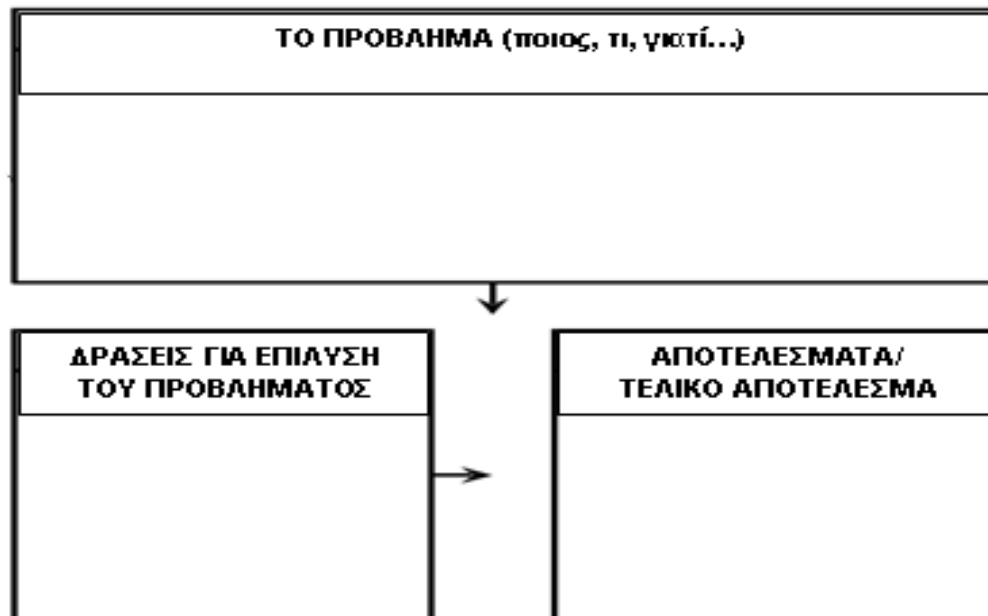 ΤΟ ΠΡΟΒΛΗΜΑ (ποιος, τι, γιατί...)
ΔΡΑΣΕΙΣ ΓΙΑ ΕΠΙΛΥΣΗ
ΤΟΥ ΠΡΟΒΛΗΜΑΤΟΣ
ΑΠΟΤΕΛΕΣΜΑΤΑ/
ΤΕΛΙΚΟ ΑΠΟΤΕΛΕΣΜΑ